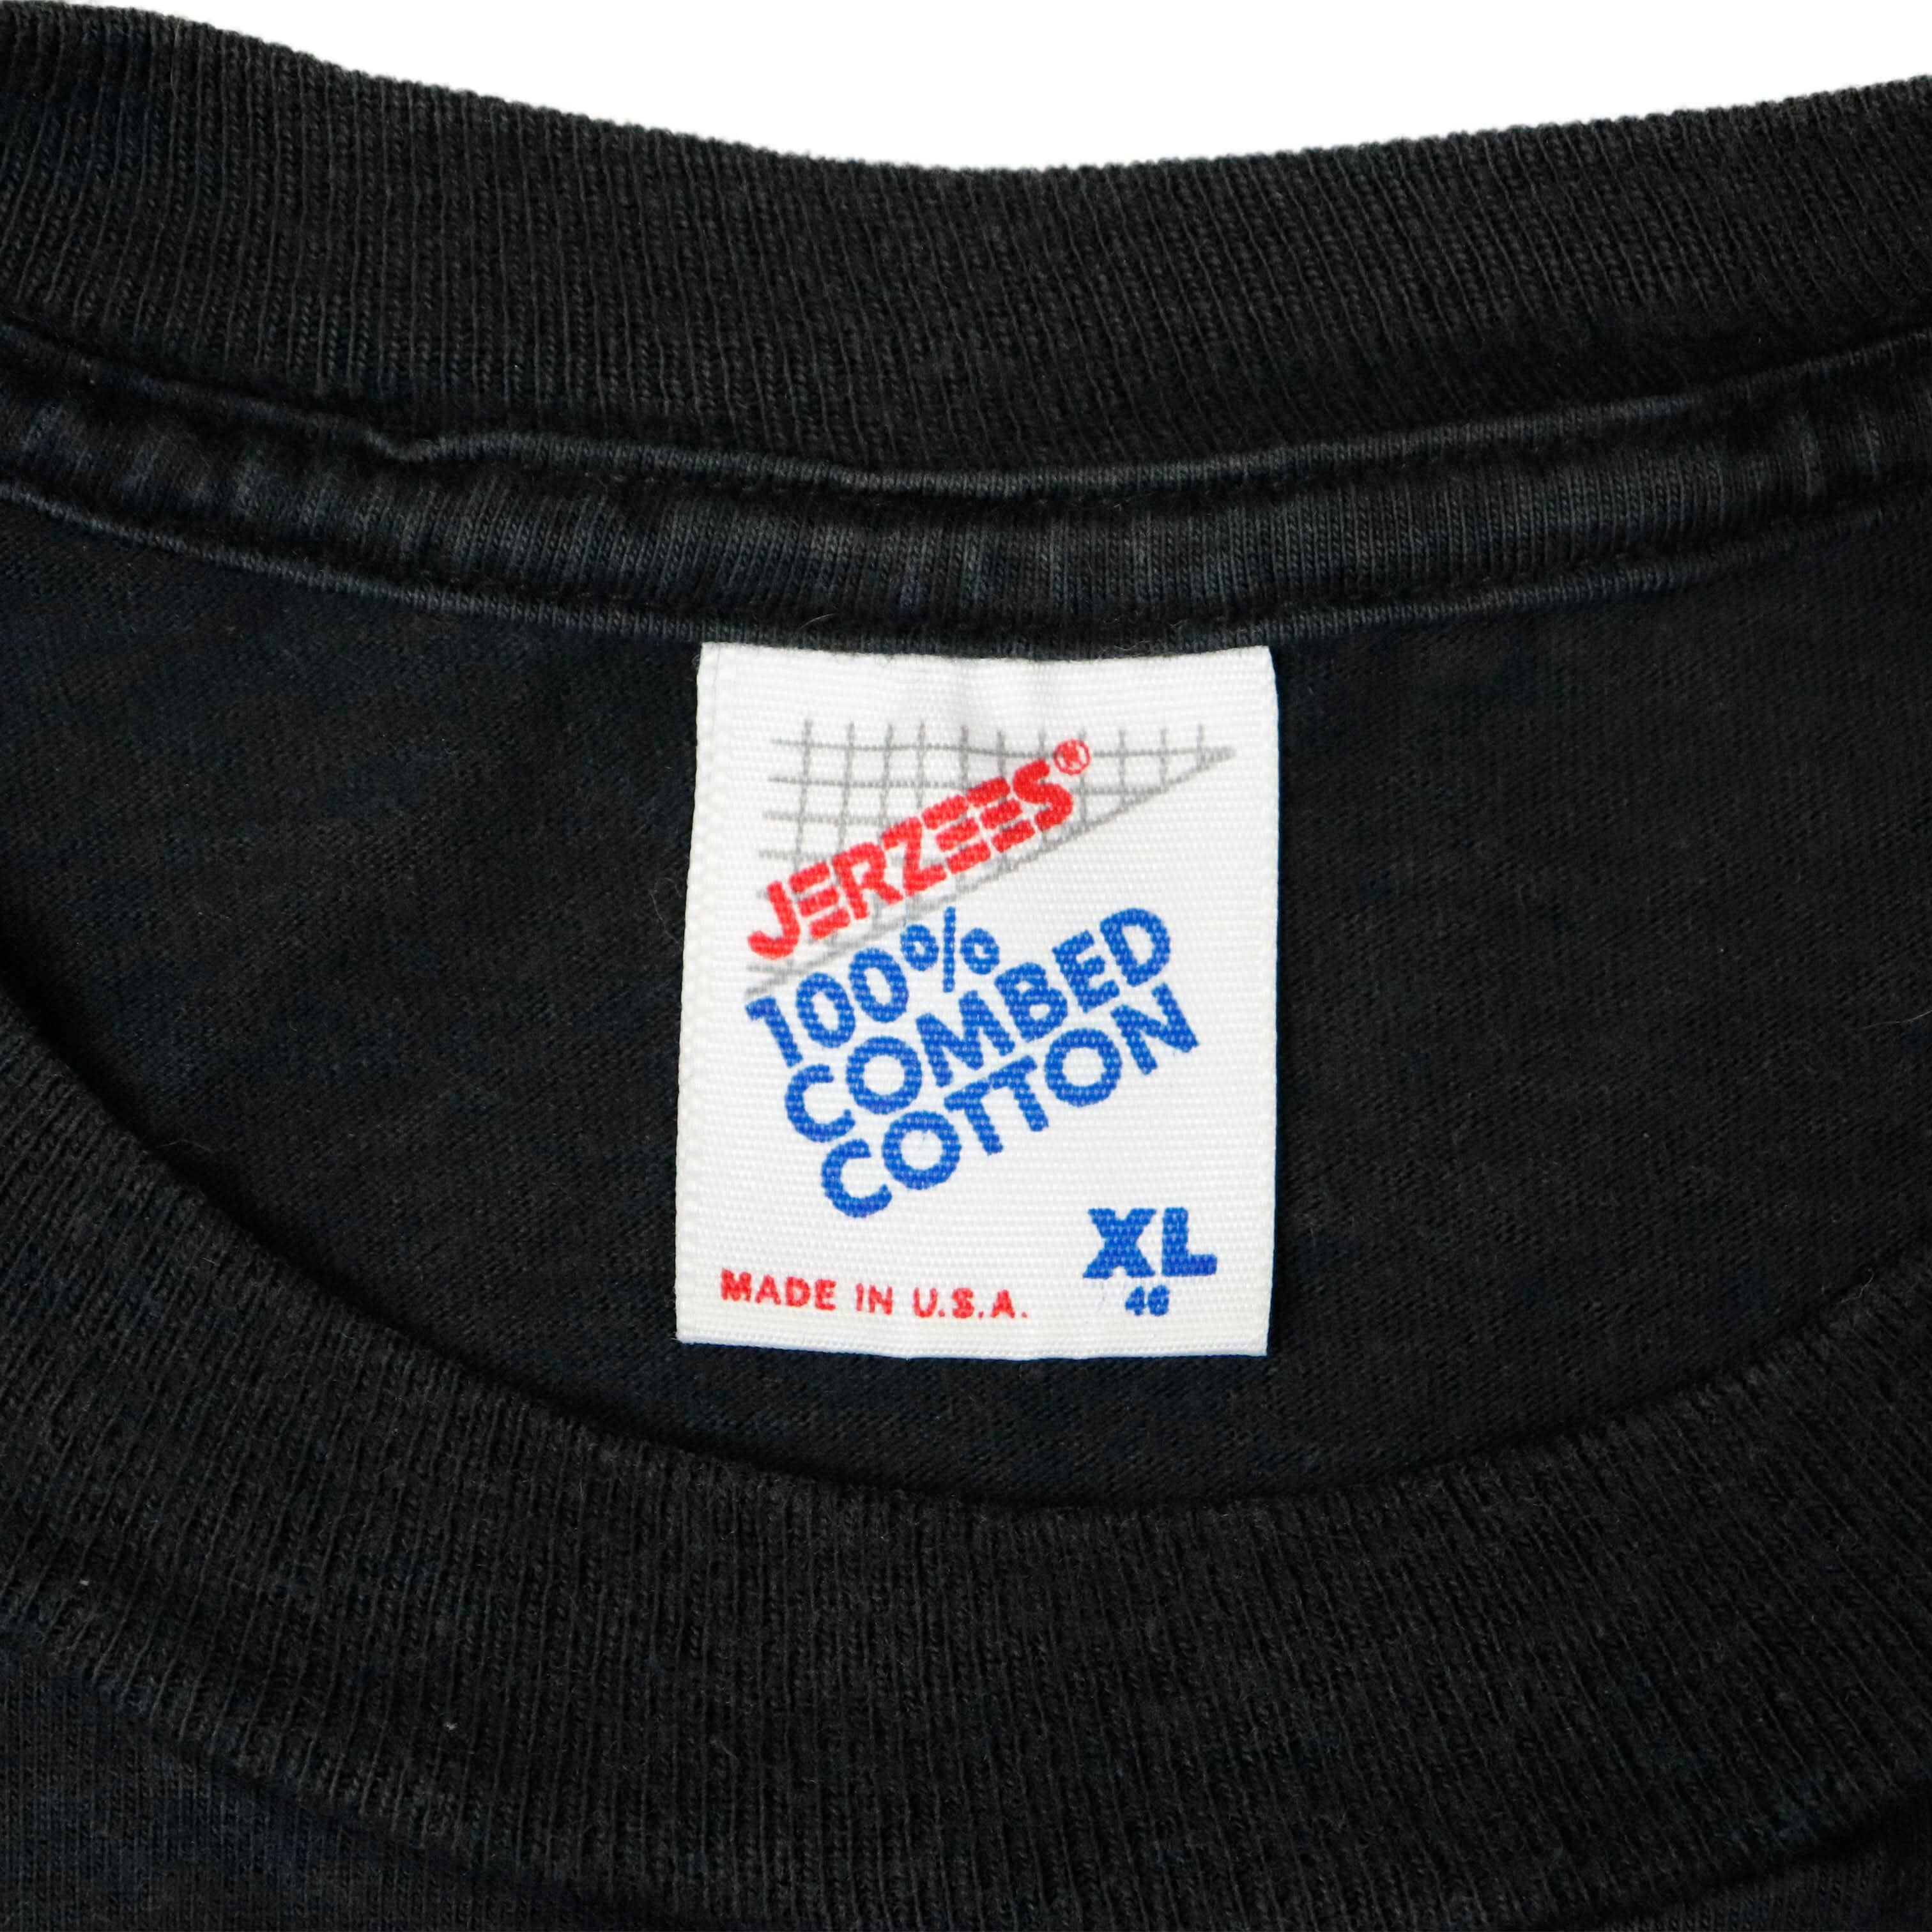 JERZEES®
100%
COMBED
COTTON
XL
46
MADE IN U.S.A.